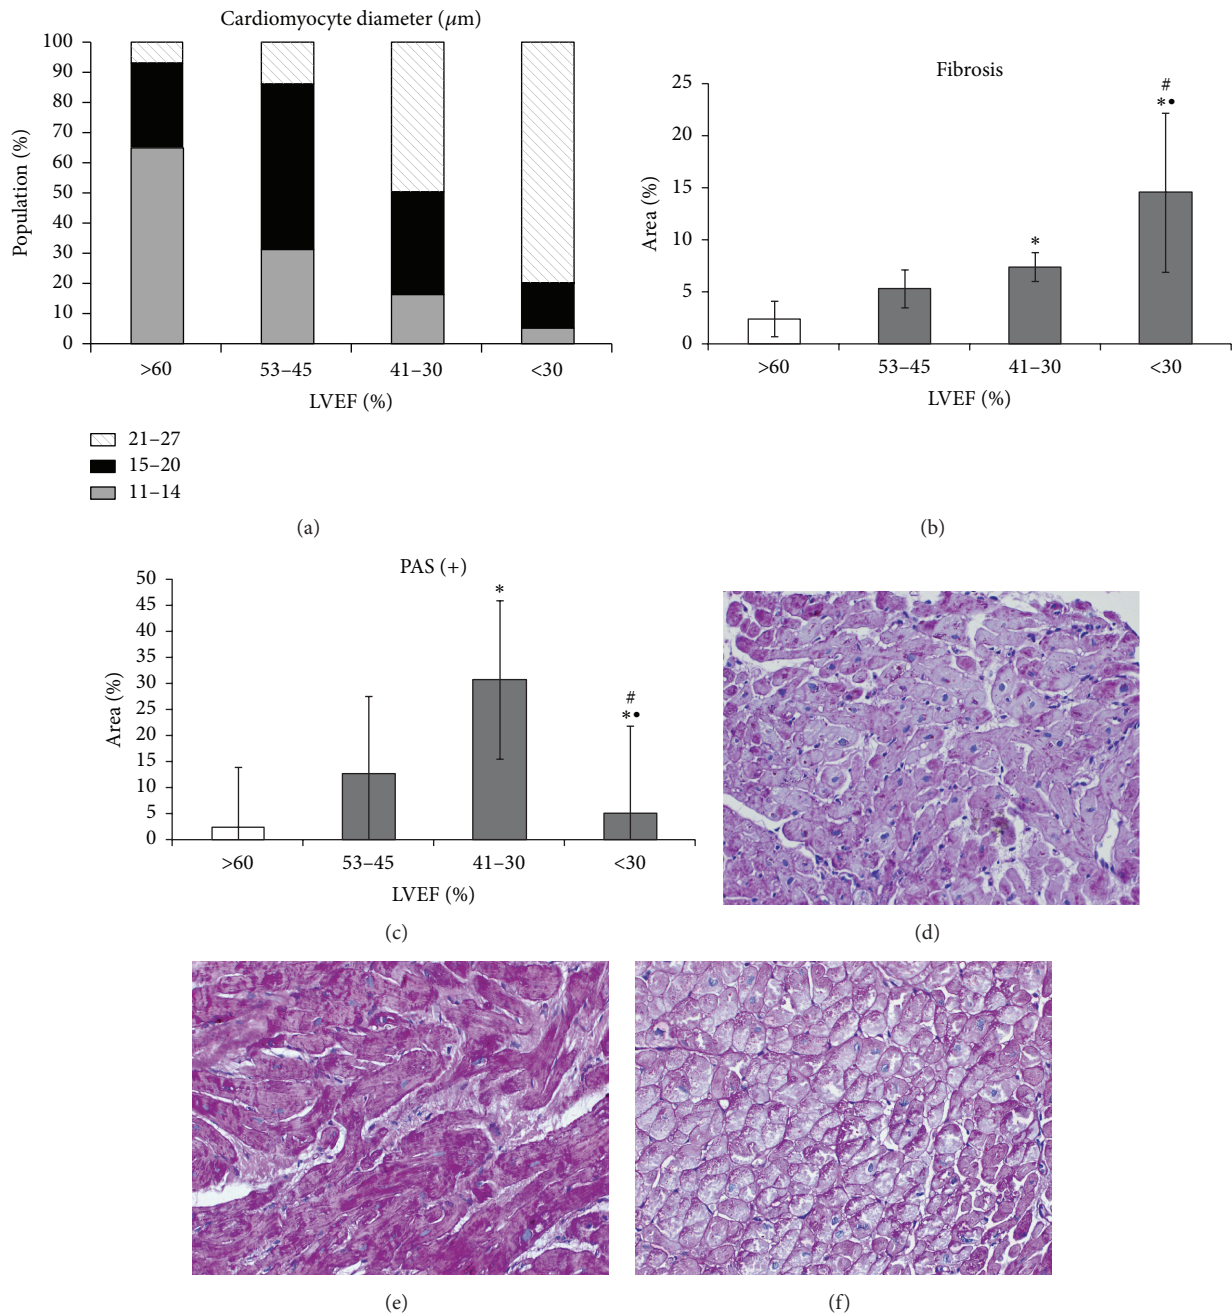 Cardiomyocyte diameter (μm)
Population (%)
100
90
80
70
60
50
40
30
20
10
0
>60 53–45 41–30 <30
LVEF (%)
21–27
15–20
11–14
(a)
Fibrosis
Area (%)
25
20
15
10
5
0
*
#
*•
>60 53–45 41–30 <30
LVEF (%)
(b)
PAS (+)
Area (%)
50
45
40
35
30
25
20
15
10
5
0
*
#
*•
>60 53–45 41–30 <30
LVEF (%)
(c)
(d)
(e)
(f)